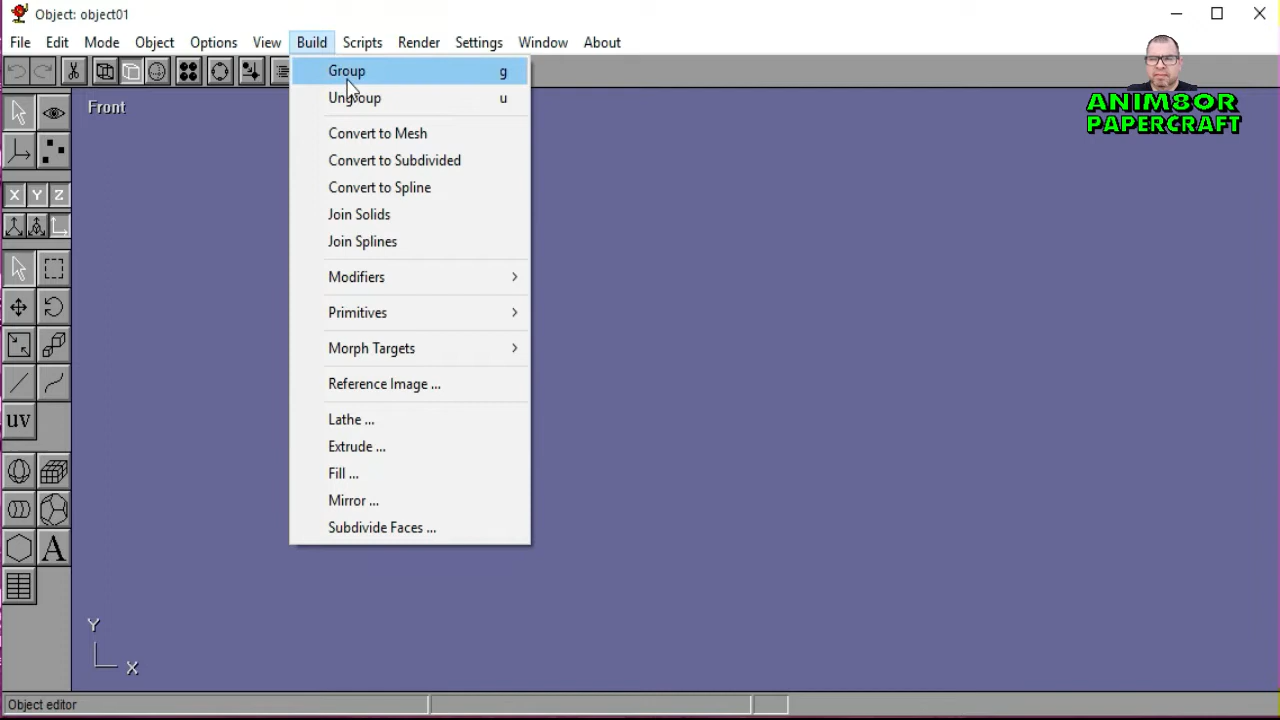 Object: object01
File Edit Mode Object Options View Build Scripts Render Settings Window About
Group g
Ungroup u
Convert to Mesh
Convert to Subdivided
Convert to Spline
Join Solids
Join Splines
Modifiers
Primitives
Morph Targets
Reference Image ...
Lathe ...
Extrude ...
Fill ...
Mirror ...
Subdivide Faces ...
Front
ANIM8OR
PAPERCRAFT
X Y Z
UV
A
Y
X
Object editor